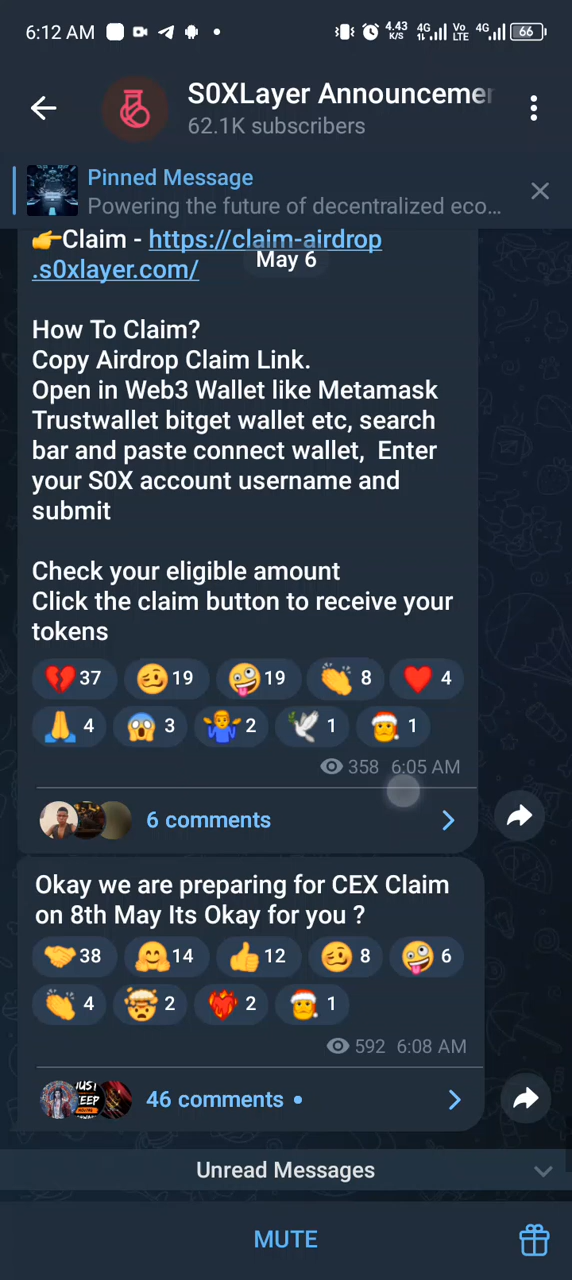 6:12 AM
4.43
K/S
4G
Vo
LTE
4G
66
S0XLayer Announcemer
62.1K subscribers
Pinned Message
Powering the future of decentralized eco...
👉Claim - https://claim-airdrop
.s0xlayer.com/
May 6
How To Claim?
Copy Airdrop Claim Link.
Open in Web3 Wallet like Metamask
Trustwallet bitget wallet etc, search
bar and paste connect wallet,  Enter
your S0X account username and
submit
Check your eligible amount
Click the claim button to receive your
tokens
💔 37 🥴 19 🤪 19 👏 8 ❤️ 4
🙏 4 😱 3 🤷‍♂️ 2 🕊 1 🎅 1
358 6:05 AM
6 comments
Okay we are preparing for CEX Claim
on 8th May Its Okay for you ?
🤝 38 🤗 14 👍 12 🥴 8 🤪 6
👏 4 🤯 2 ❤️‍🔥 2 🎅 1
592 6:08 AM
46 comments
Unread Messages
MUTE